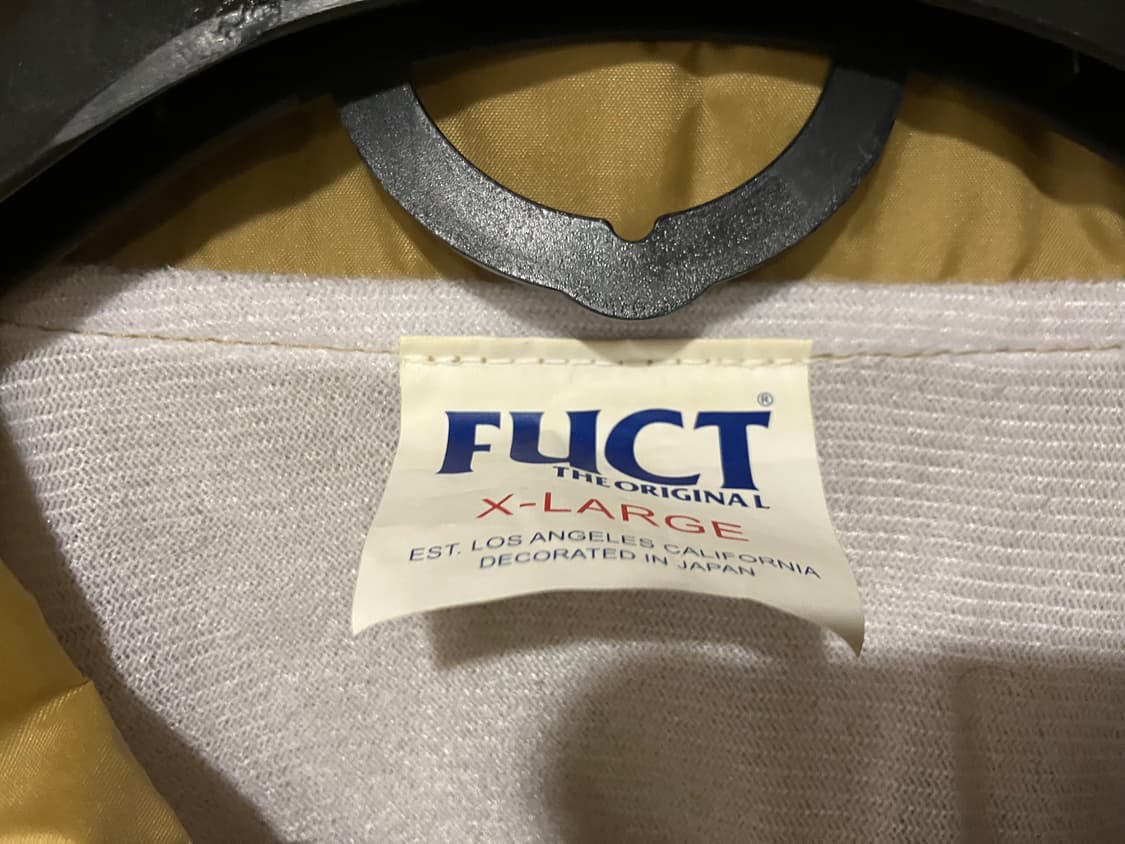 FUCT®
THE ORIGINAL
X-LARGE
EST. LOS ANGELES CALIFORNIA
DECORATED IN JAPAN